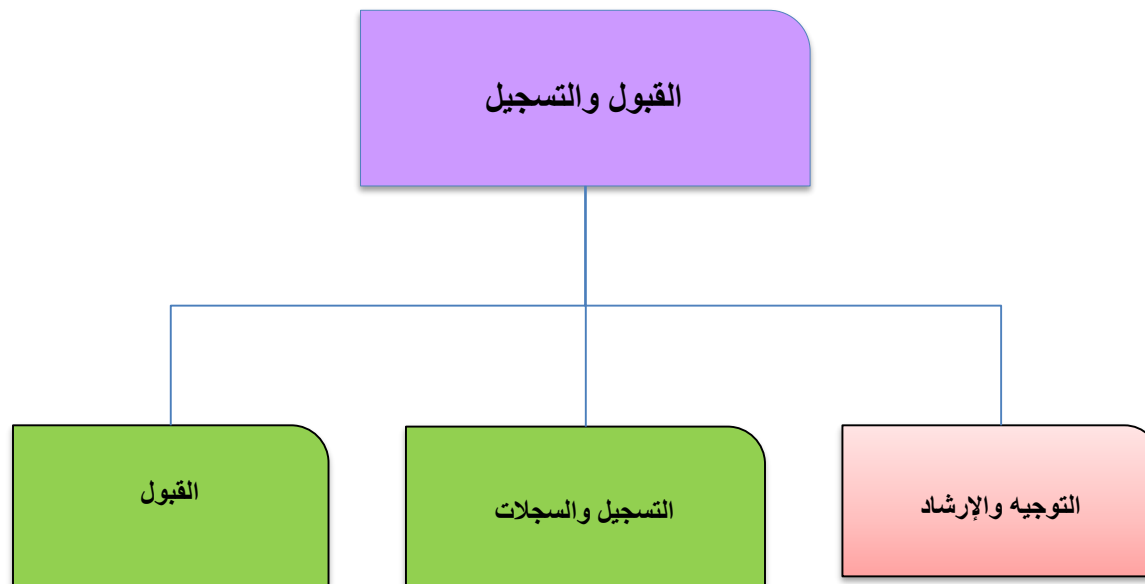 القبول والتسجيل
التوجيه والإرشاد
التسجيل والسجلات
القبول